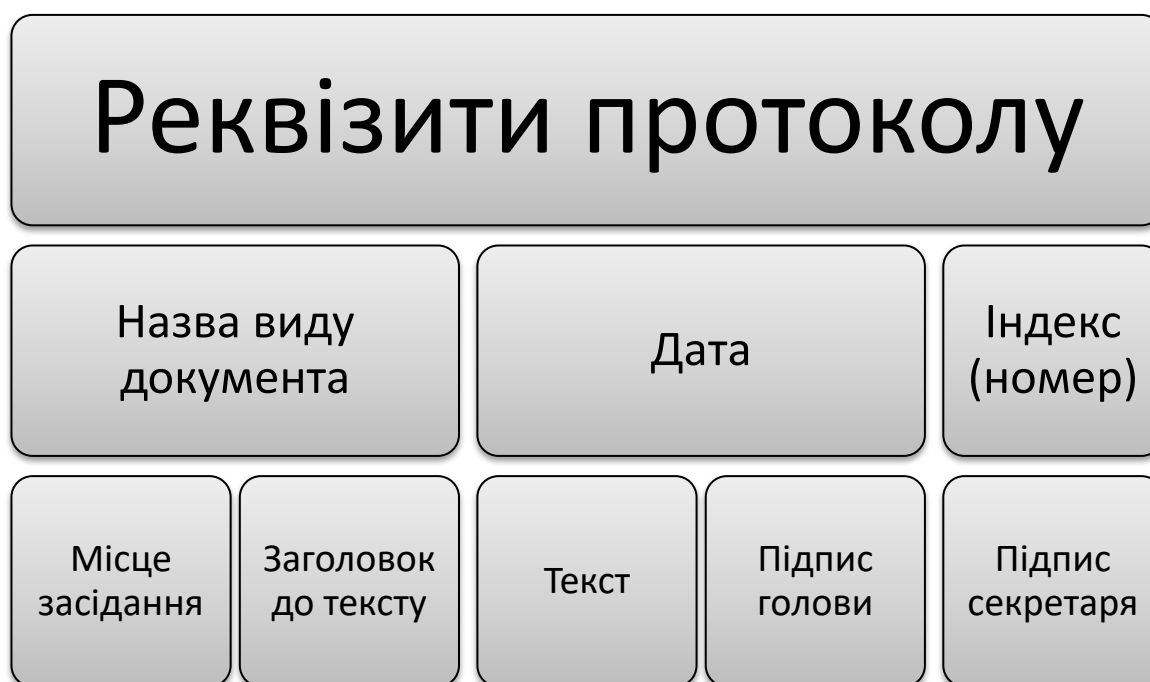 Реквізити протоколу
Назва виду
документа
Дата
Індекс
(номер)
Місце
засідання
Заголовок
до тексту
Текст
Підпис
голови
Підпис
секретаря